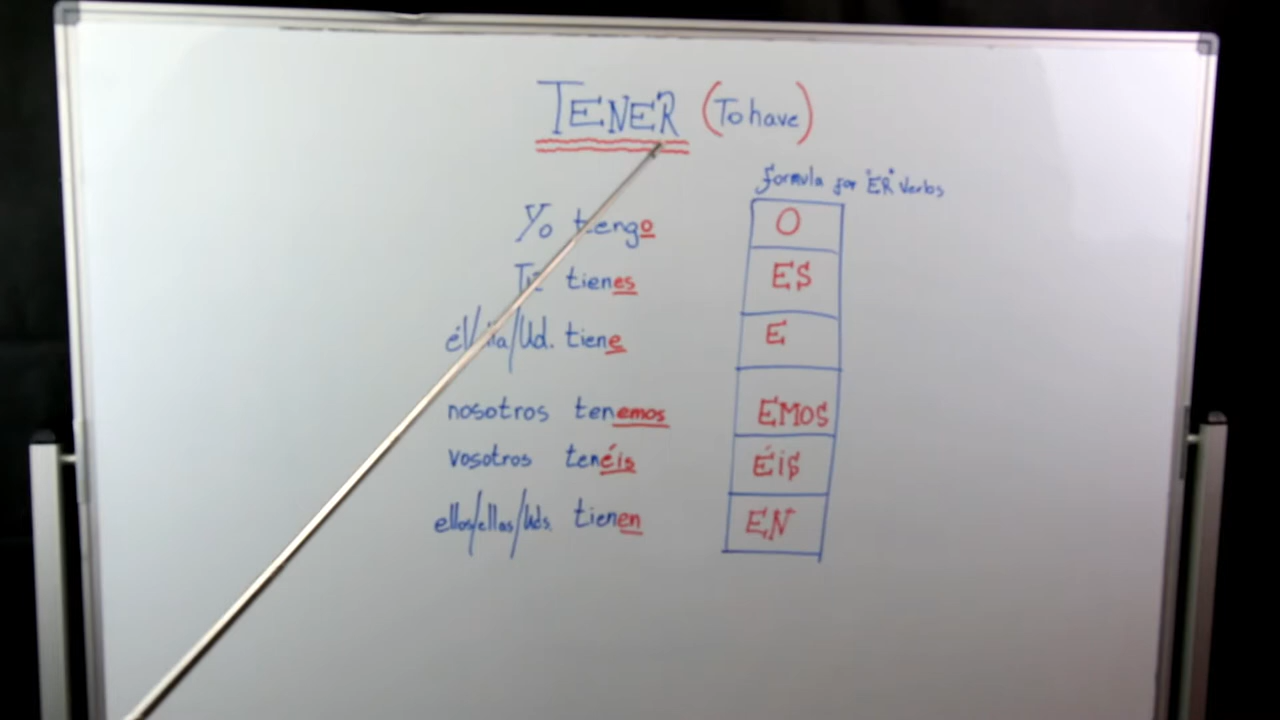 TENER (To have)
formula for "ER" verbs
Yo tengo O
Tú tienes ES
él/ella/Ud. tiene E
nosotros tenemos EMOS
vosotros tenéis ÉIS
ellos/ellas/Uds. tienen EN